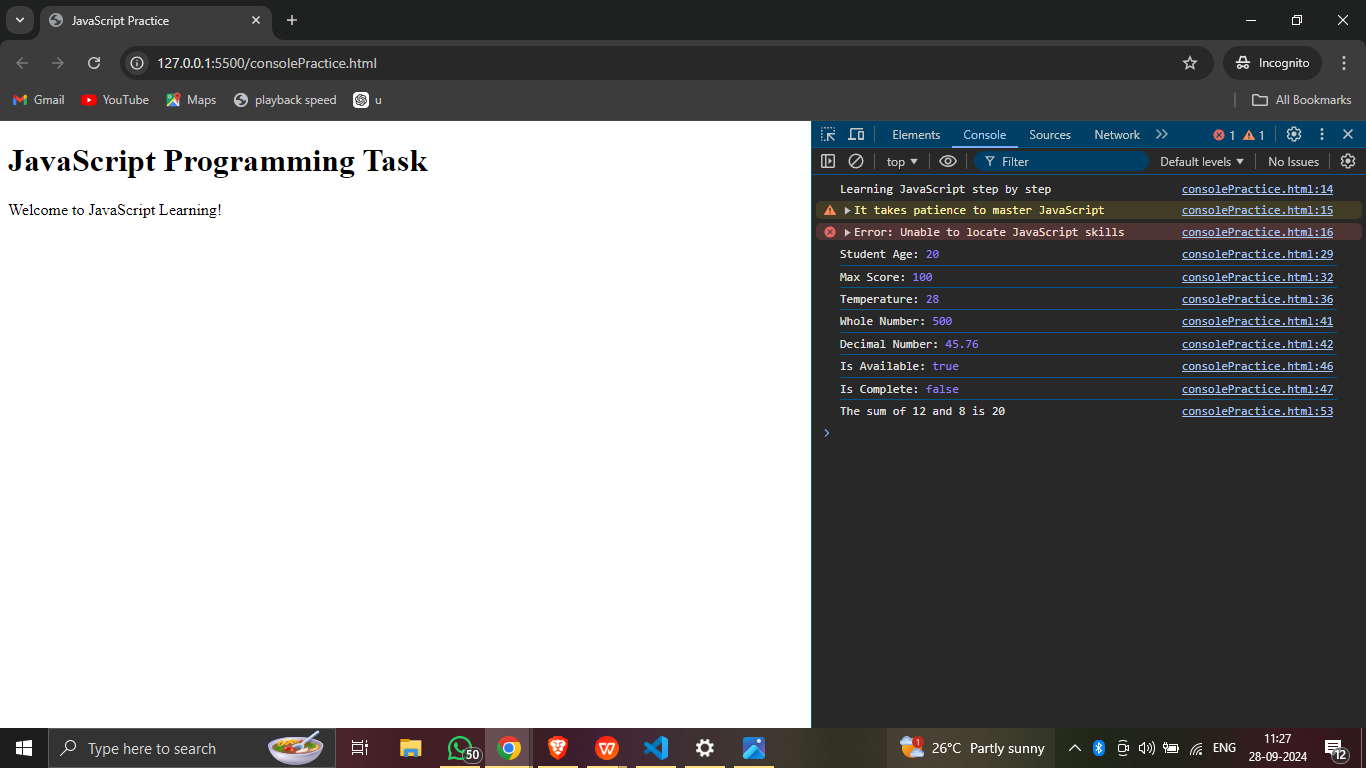 JavaScript Practice
127.0.0.1:5500/consolePractice.html
Incognito
Gmail
YouTube
Maps
playback speed
u
All Bookmarks
JavaScript Programming Task
Welcome to JavaScript Learning!
Elements Console Sources Network 1 1
top Filter Default levels No Issues
Learning JavaScript step by step consolePractice.html:14
It takes patience to master JavaScript consolePractice.html:15
Error: Unable to locate JavaScript skills consolePractice.html:16
Student Age: 20 consolePractice.html:29
Max Score: 100 consolePractice.html:32
Temperature: 28 consolePractice.html:36
Whole Number: 500 consolePractice.html:41
Decimal Number: 45.76 consolePractice.html:42
Is Available: true consolePractice.html:46
Is Complete: false consolePractice.html:47
The sum of 12 and 8 is 20 consolePractice.html:53
Type here to search
50
W
1
26°C Partly sunny
ENG
11:27
28-09-2024
12